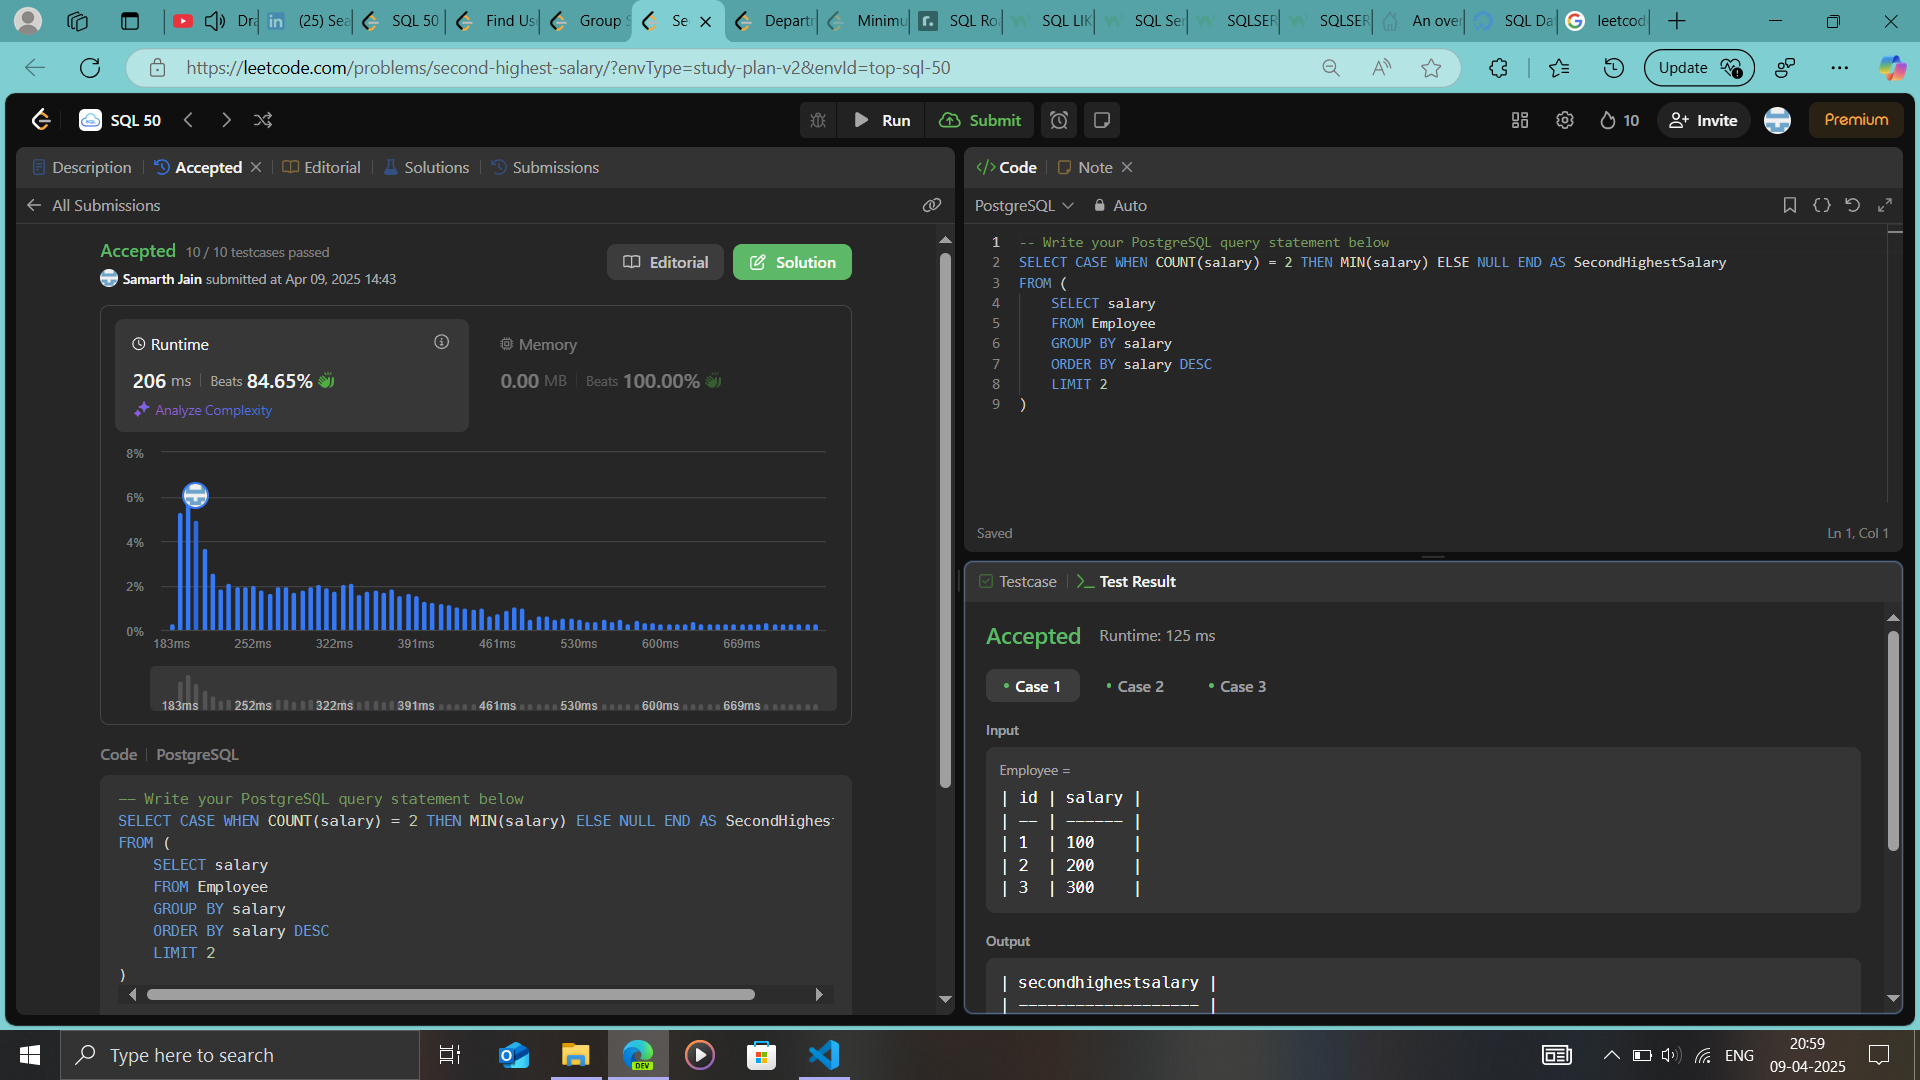 Dra
(25) Sea
SQL 50
Find Us
Group S
Se
Departm
Minimu
SQL Ro
SQL LIK
SQL Ser
SQLSER
SQLSER
An over
SQL Da
leetcod
https://leetcode.com/problems/second-highest-salary/?envType=study-plan-v2&envId=top-sql-50
Update
SQL 50
Run
Submit
10
Invite
Premium
Description
Accepted
Editorial
Solutions
Submissions
All Submissions
Accepted 10 / 10 testcases passed
Samarth Jain submitted at Apr 09, 2025 14:43
Editorial
Solution
Runtime
206 ms Beats 84.65%
Analyze Complexity
Memory
0.00 MB Beats 100.00%
8%
6%
4%
2%
0%
183ms 252ms 322ms 391ms 461ms 530ms 600ms 669ms
183ms 252ms 322ms 391ms 461ms 530ms 600ms 669ms
Code PostgreSQL
-- Write your PostgreSQL query statement below
SELECT CASE WHEN COUNT(salary) = 2 THEN MIN(salary) ELSE NULL END AS SecondHighest
FROM (
SELECT salary
FROM Employee
GROUP BY salary
ORDER BY salary DESC
LIMIT 2
)
</> Code
Note
PostgreSQL
Auto
1 -- Write your PostgreSQL query statement below
2 SELECT CASE WHEN COUNT(salary) = 2 THEN MIN(salary) ELSE NULL END AS SecondHighestSalary
3 FROM (
4 SELECT salary
5 FROM Employee
6 GROUP BY salary
7 ORDER BY salary DESC
8 LIMIT 2
9 )
Saved
Ln 1, Col 1
Testcase
Test Result
Accepted Runtime: 125 ms
Case 1 Case 2 Case 3
Input
Employee =
| id | salary |
| -- | ------ |
| 1 | 100 |
| 2 | 200 |
| 3 | 300 |
Output
| secondhighestsalary |
| ------------------- |
Type here to search
DEV
ENG
20:59
09-04-2025